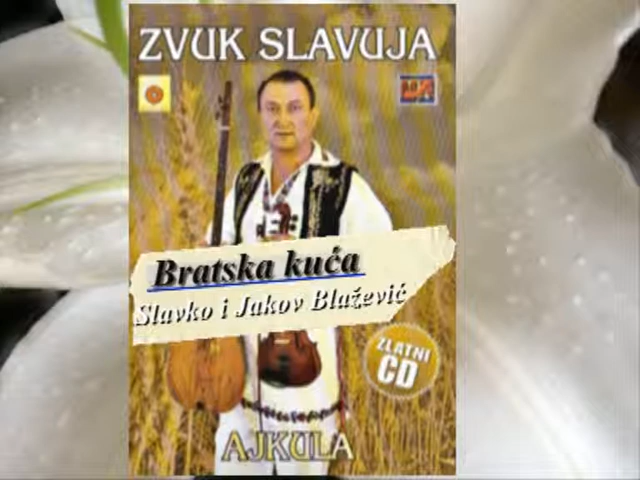 ZVUK SLAVUJA
Bratska kuća
Slavko i Jakov Blažević
ZLATNI
CD
AJKULA